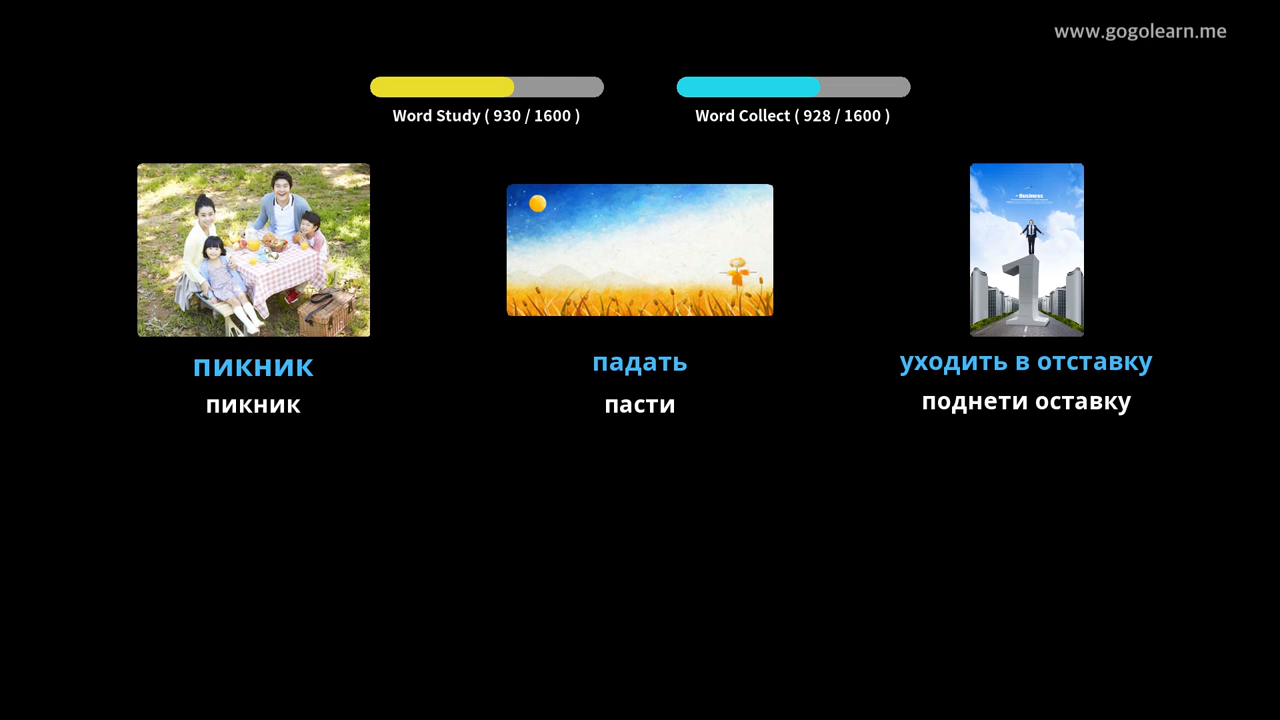 www.gogolearn.me
Word Study ( 930 / 1600 )
Word Collect ( 928 / 1600 )
Business
пикник
падать
уходить в отставку
пикник
пасти
поднети оставку